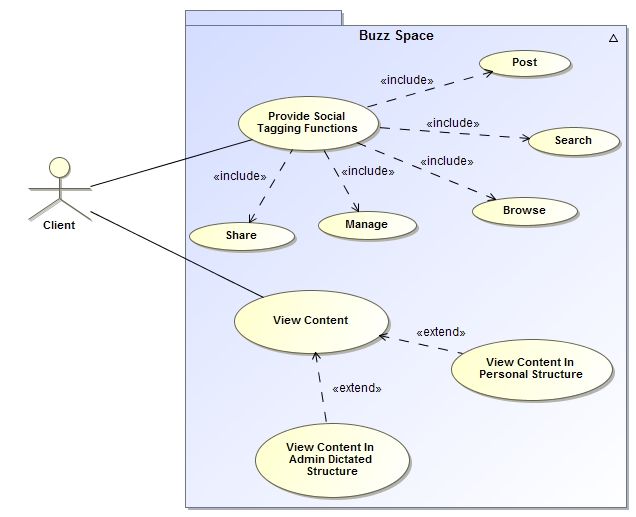 Buzz Space
Post
«include»
Provide Social
Tagging Functions
«include»
Search
«include»
«include»
«include»
Browse
Manage
Share
Client
View Content
«extend»
View Content In
Personal Structure
«extend»
View Content In
Admin Dictated
Structure